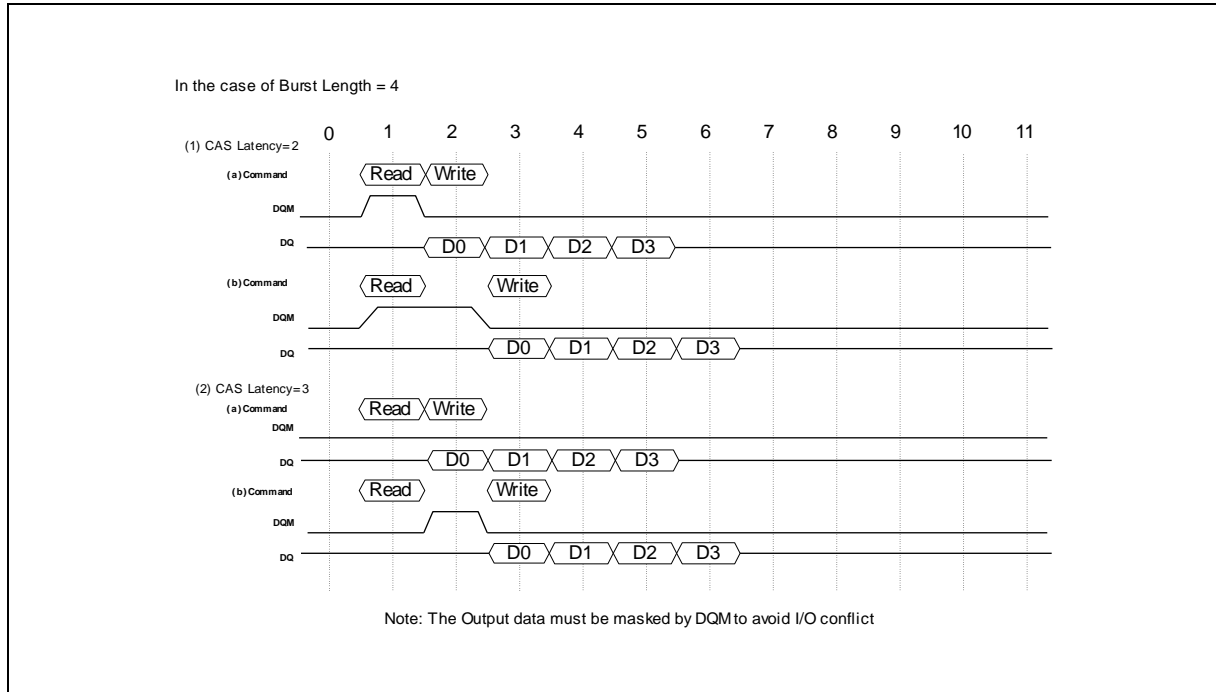 In the case of Burst Length = 4
0 1 2 3 4 5 6 7 8 9 10 11
(1) CAS Latency=2
(a) Command Read Write
DQM
DQ D0 D1 D2 D3
(b) Command Read Write
DQM
DQ D0 D1 D2 D3
(2) CAS Latency=3
(a) Command Read Write
DQM
DQ D0 D1 D2 D3
(b) Command Read Write
DQM
DQ D0 D1 D2 D3
Note: The Output data must be masked by DQM to avoid I/O conflict